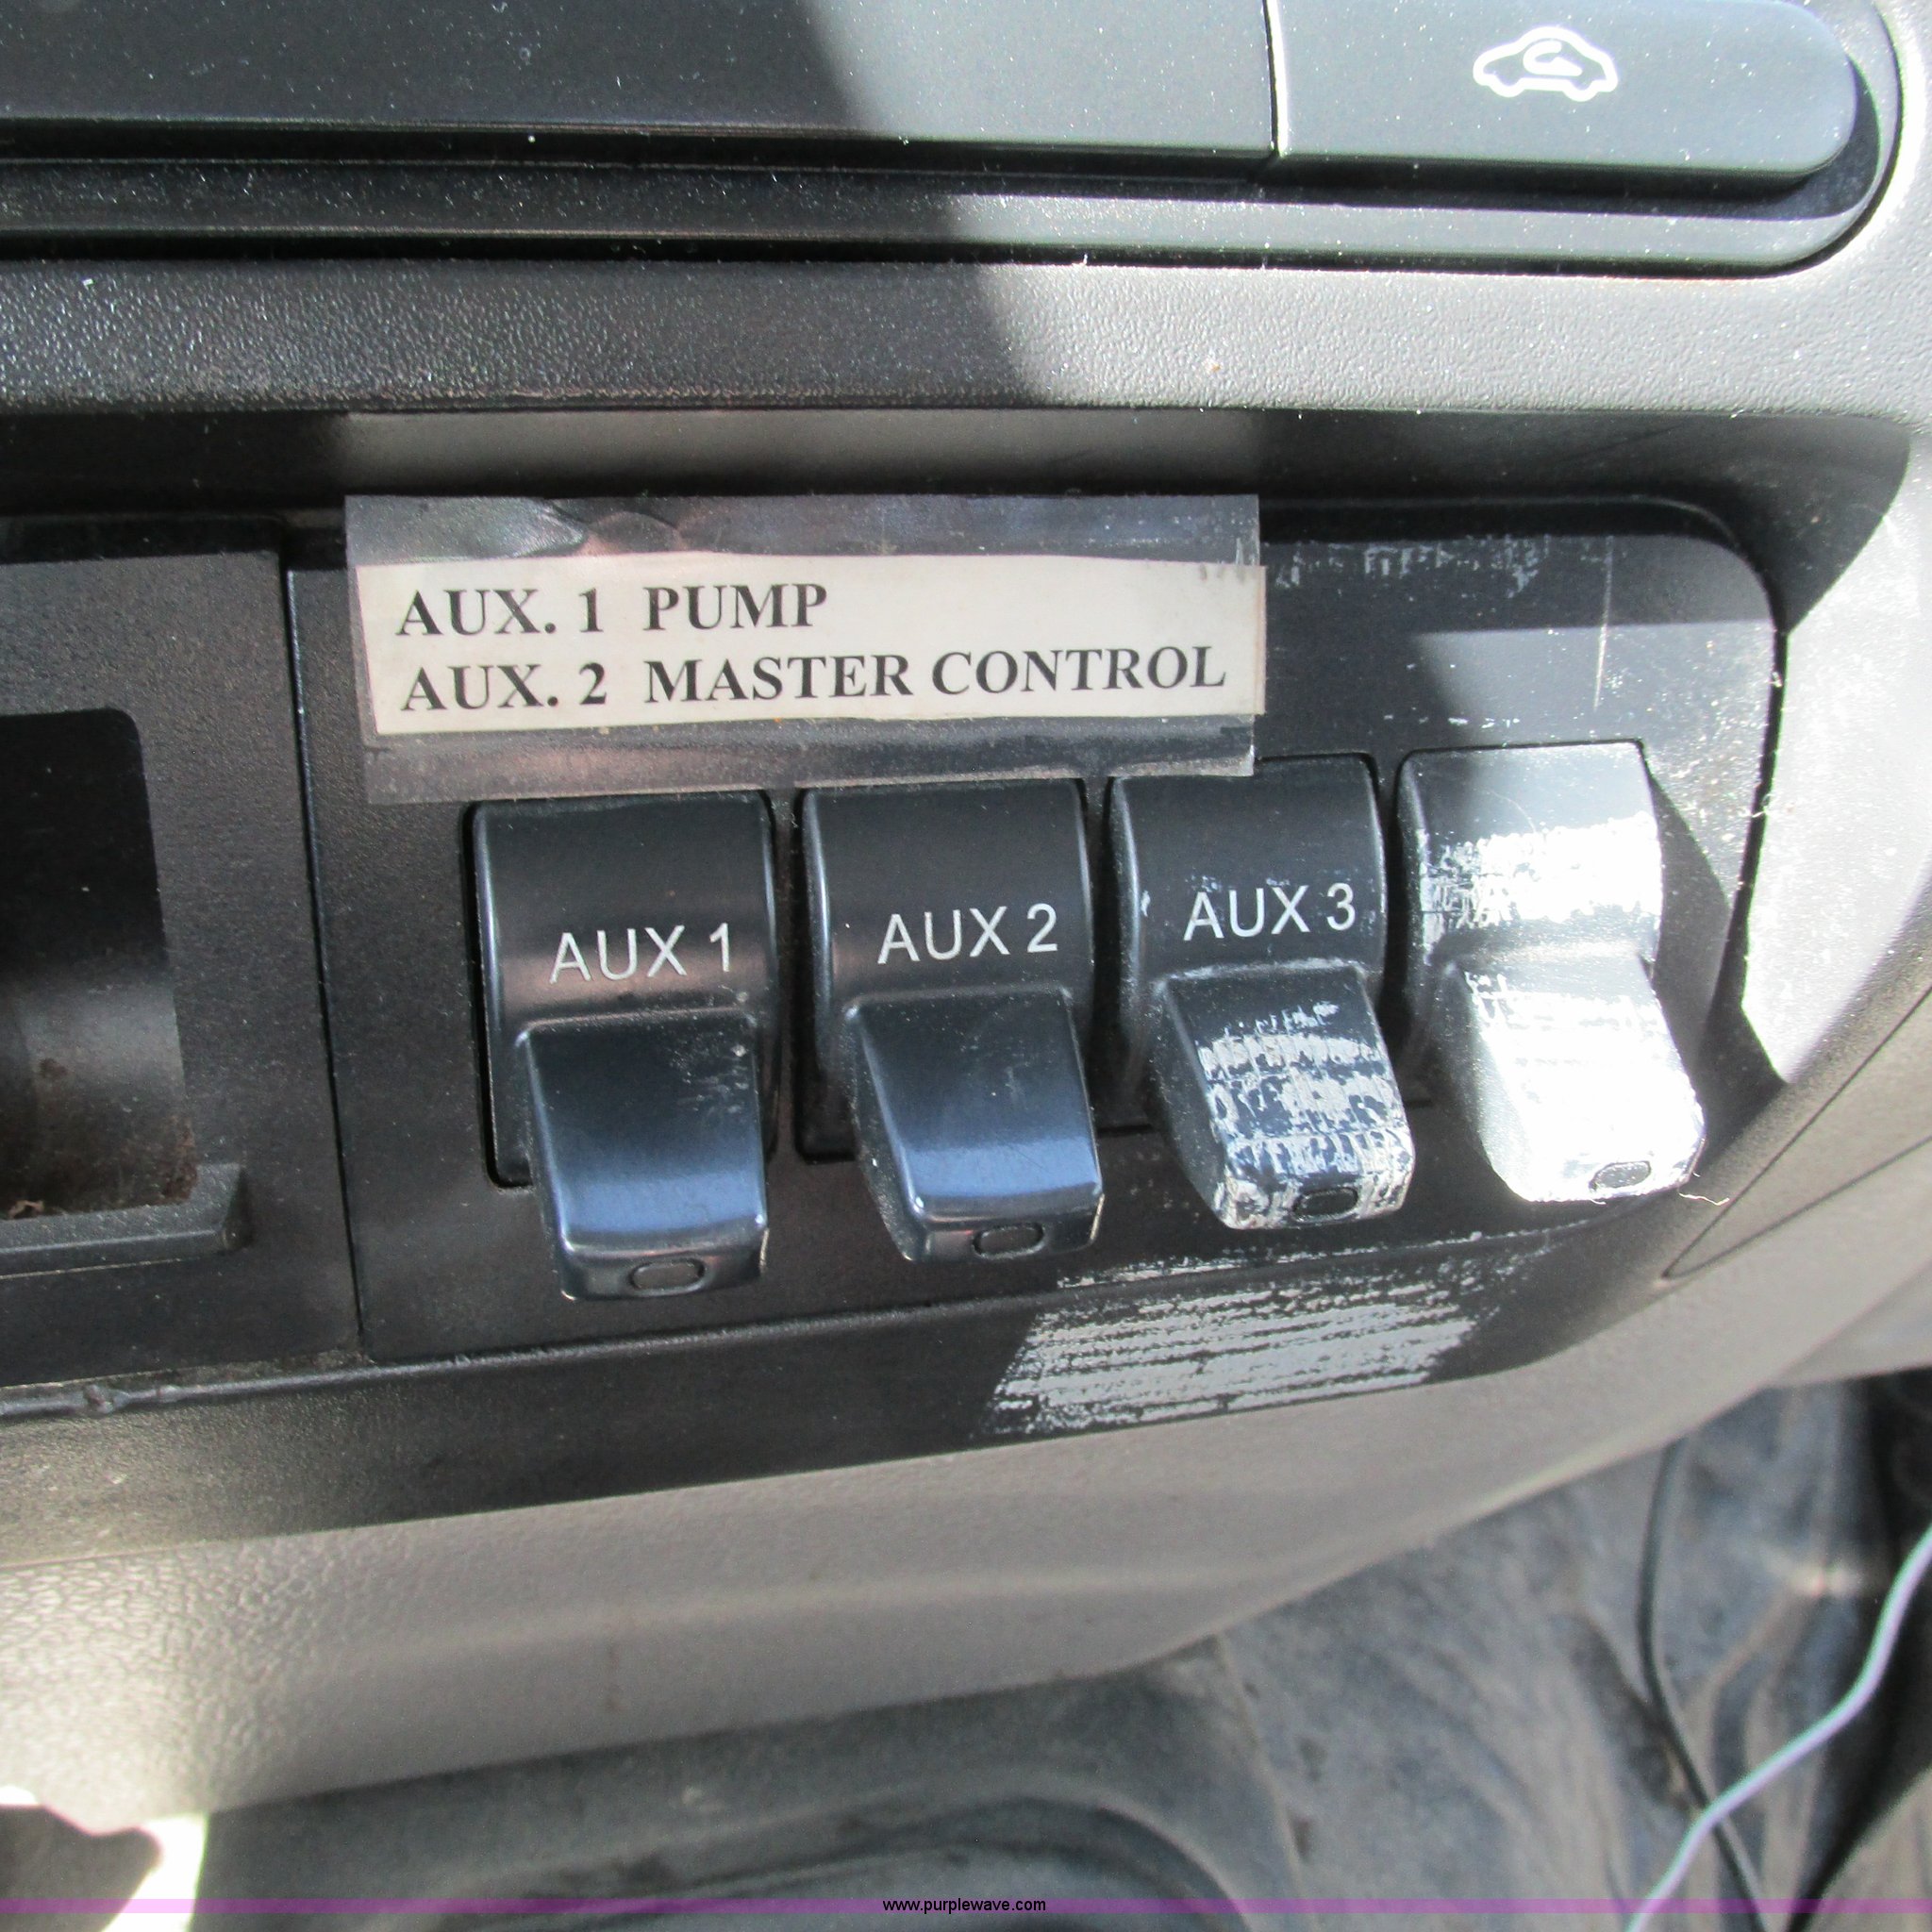 AUX. 1 PUMP
AUX. 2 MASTER CONTROL
AUX 1
AUX 2
AUX 3
www.purplewave.com